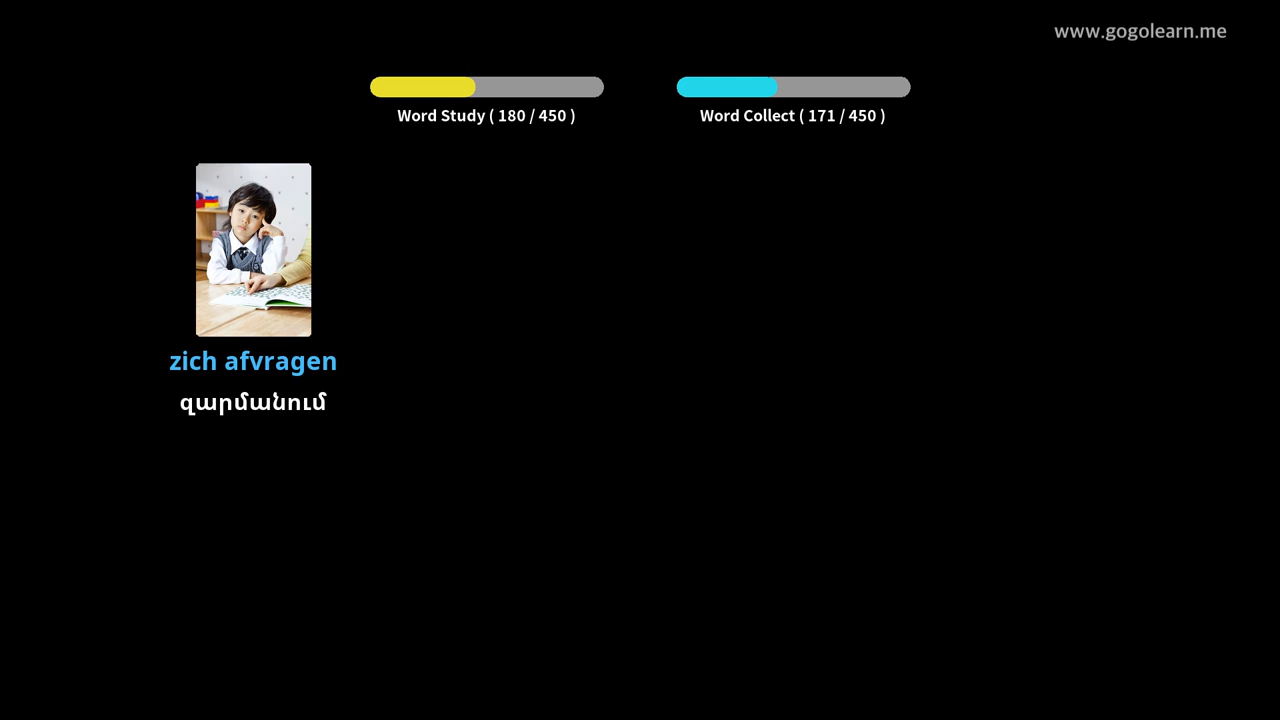 www.gogolearn.me
Word Study ( 180 / 450 )
Word Collect ( 171 / 450 )
zich afvragen
զարմանում